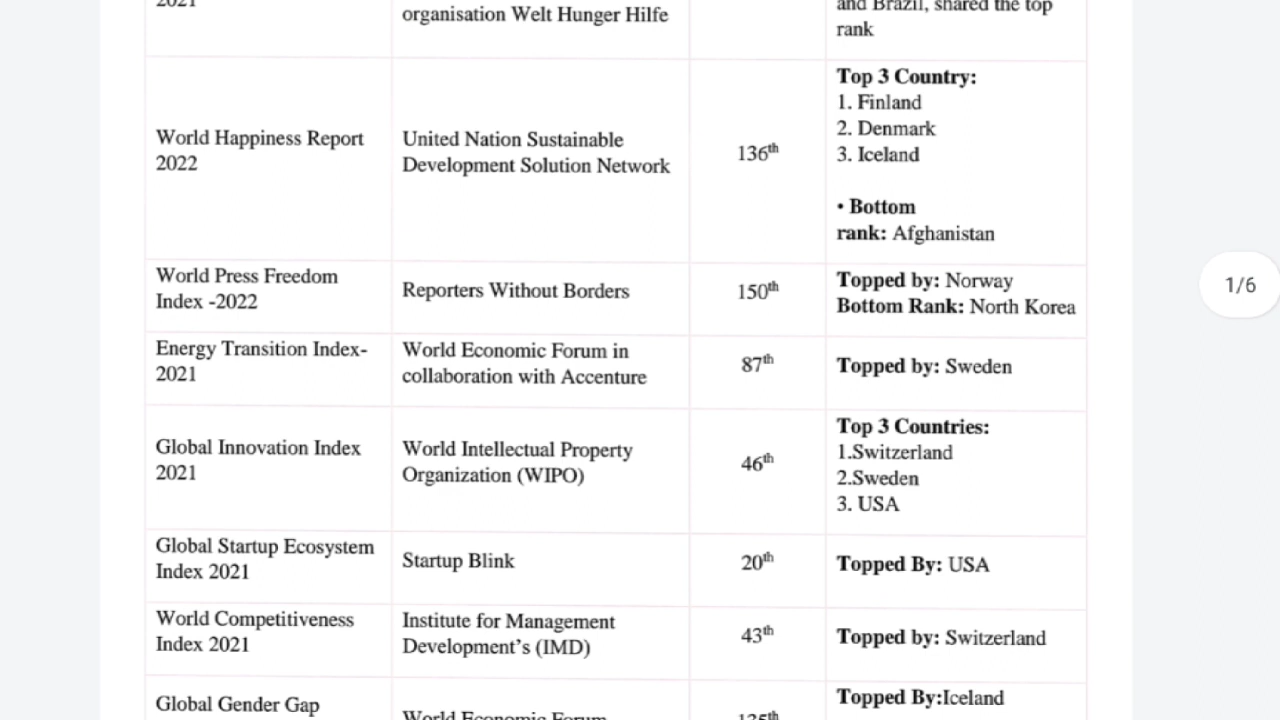 2021
organisation Welt Hunger Hilfe
and Brazil, shared the top
rank
World Happiness Report
2022
United Nation Sustainable
Development Solution Network
136th
Top 3 Country:
1. Finland
2. Denmark
3. Iceland
• Bottom
rank: Afghanistan
World Press Freedom
Index -2022
Reporters Without Borders
150th
Topped by: Norway
Bottom Rank: North Korea
Energy Transition Index-
2021
World Economic Forum in
collaboration with Accenture
87th
Topped by: Sweden
Global Innovation Index
2021
World Intellectual Property
Organization (WIPO)
46th
Top 3 Countries:
1.Switzerland
2.Sweden
3. USA
Global Startup Ecosystem
Index 2021
Startup Blink
20th
Topped By: USA
World Competitiveness
Index 2021
Institute for Management
Development's (IMD)
43th
Topped by: Switzerland
Global Gender Gap
World Economic Forum
135th
Topped By:Iceland
1/6